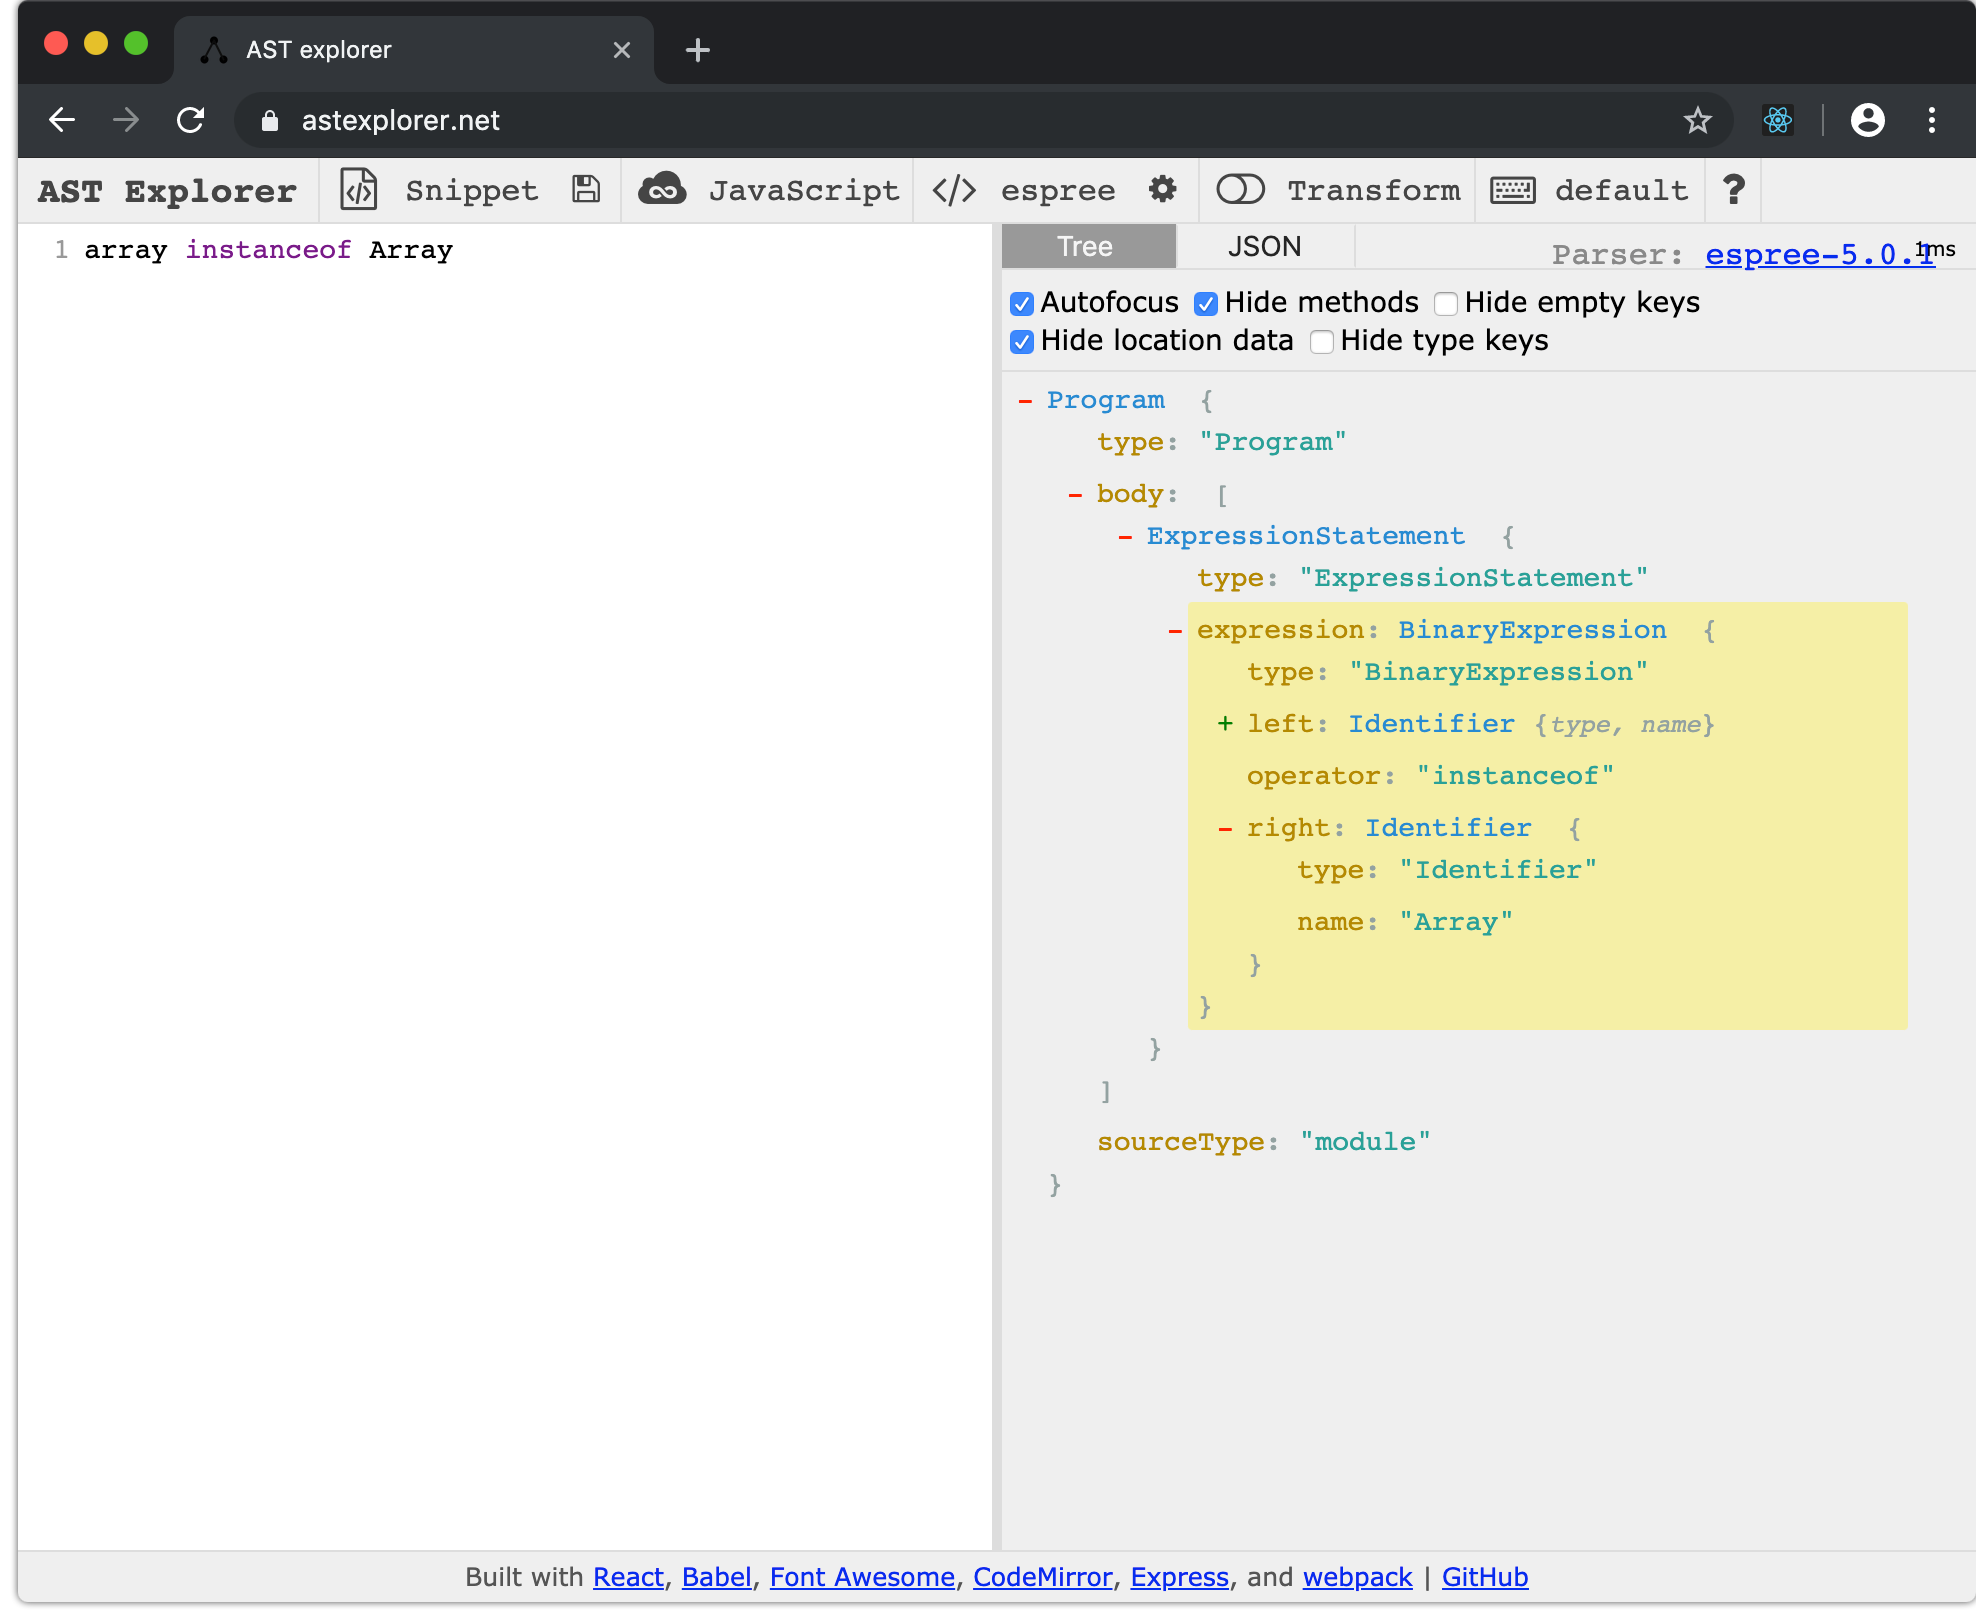 AST explorer
astexplorer.net
AST Explorer Snippet JavaScript </> espree Transform default ?
1 array instanceof Array
Tree JSON Parser: espree-5.0.1 1ms
Autofocus Hide methods Hide empty keys
Hide location data Hide type keys
- Program {
type: "Program"
- body: [
- ExpressionStatement {
type: "ExpressionStatement"
- expression: BinaryExpression {
type: "BinaryExpression"
+ left: Identifier {type, name}
operator: "instanceof"
- right: Identifier {
type: "Identifier"
name: "Array"
}
}
}
]
sourceType: "module"
}
Built with React, Babel, Font Awesome, CodeMirror, Express, and webpack | GitHub